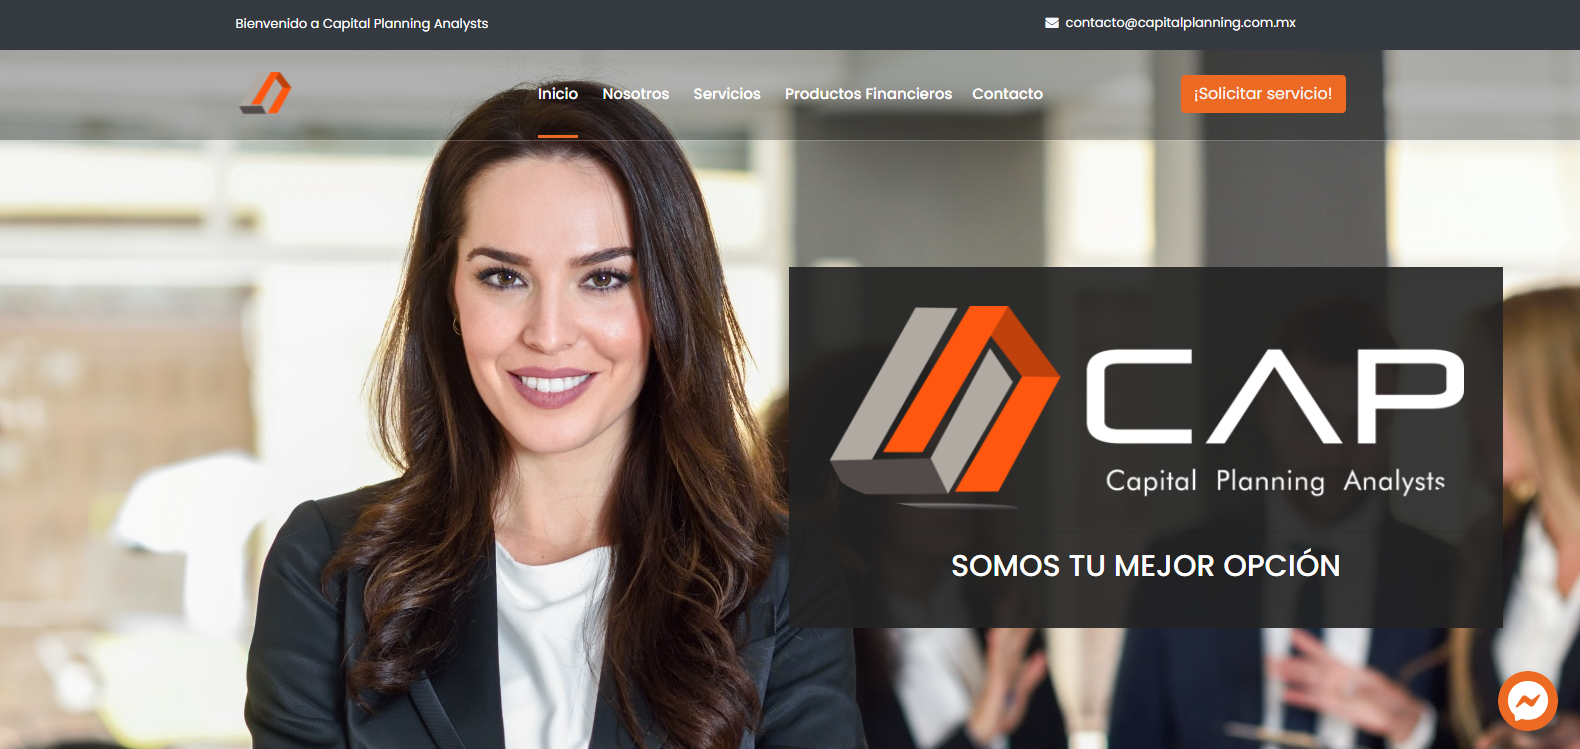 Bienvenido a Capital Planning Analysts
contacto@capitalplanning.com.mx
Inicio Nosotros Servicios Productos Financieros Contacto
¡Solicitar servicio!
CAP
Capital Planning Analysts
SOMOS TU MEJOR OPCIÓN